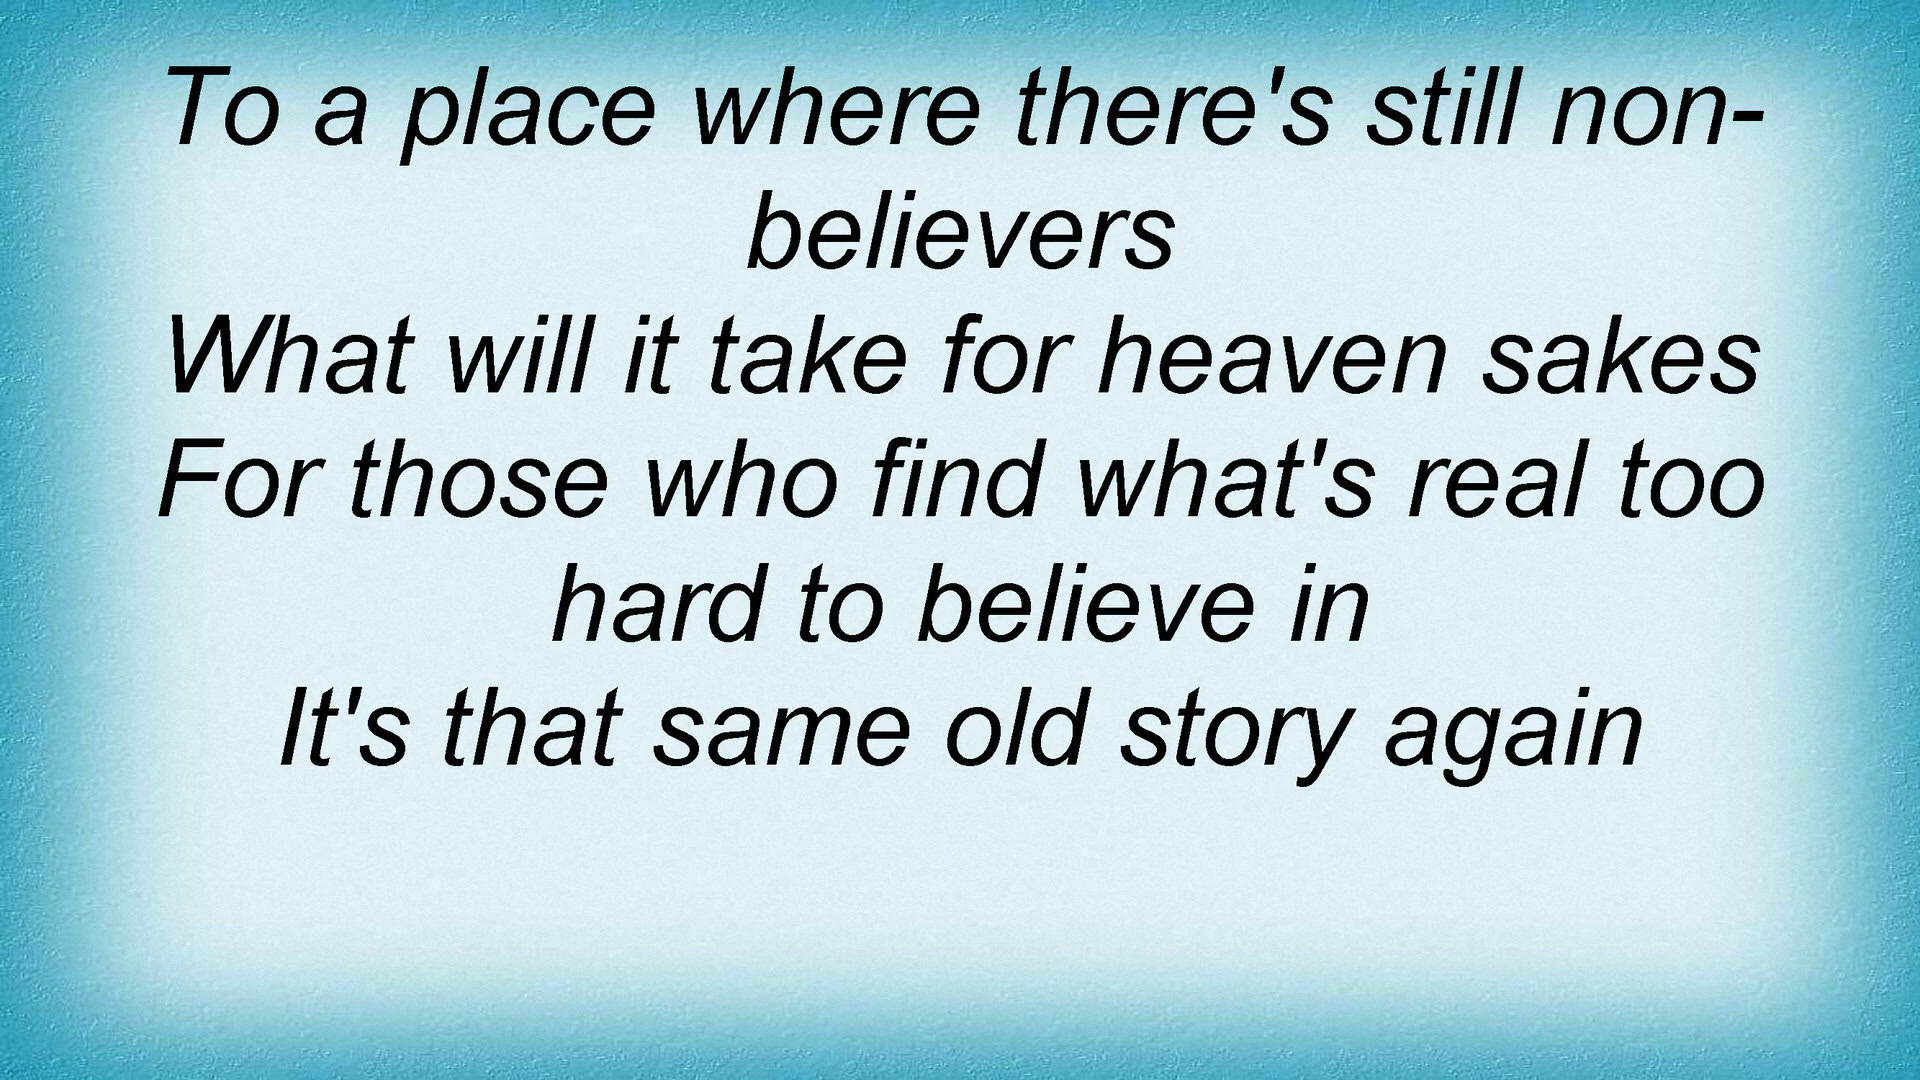 To a place where there's still non-
believers
What will it take for heaven sakes
For those who find what's real too
hard to believe in
It's that same old story again